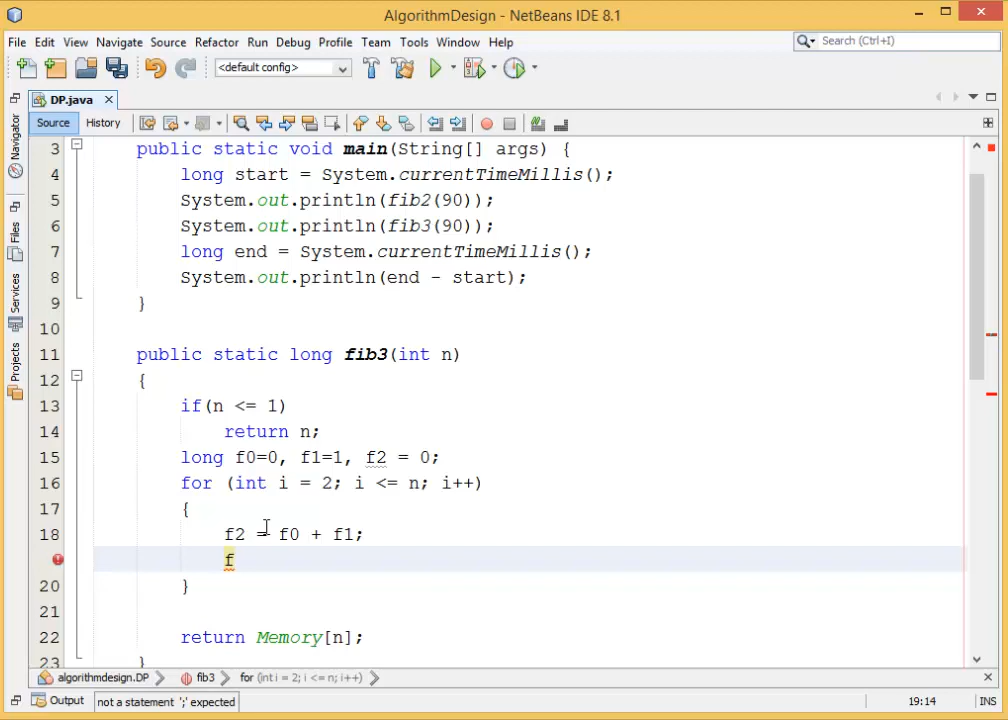 AlgorithmDesign - NetBeans IDE 8.1
File Edit View Navigate Source Refactor Run Debug Profile Team Tools Window Help
Search (Ctrl+I)
<default config>
DP.java
Source History
Navigator
Files
Services
Projects
3 public static void main(String[] args) {
4 long start = System.currentTimeMillis();
5 System.out.println(fib2(90));
6 System.out.println(fib3(90));
7 long end = System.currentTimeMillis();
8 System.out.println(end - start);
9 }
10
11 public static long fib3(int n)
12 {
13 if(n <= 1)
14 return n;
15 long f0=0, f1=1, f2 = 0;
16 for (int i = 2; i <= n; i++)
17 {
18 f2 = f0 + f1;
f
20 }
21
22 return Memory[n];
23 }
algorithmdesign.DP fib3 for (int i = 2; i <= n; i++)
Output not a statement ';' expected 19:14 INS